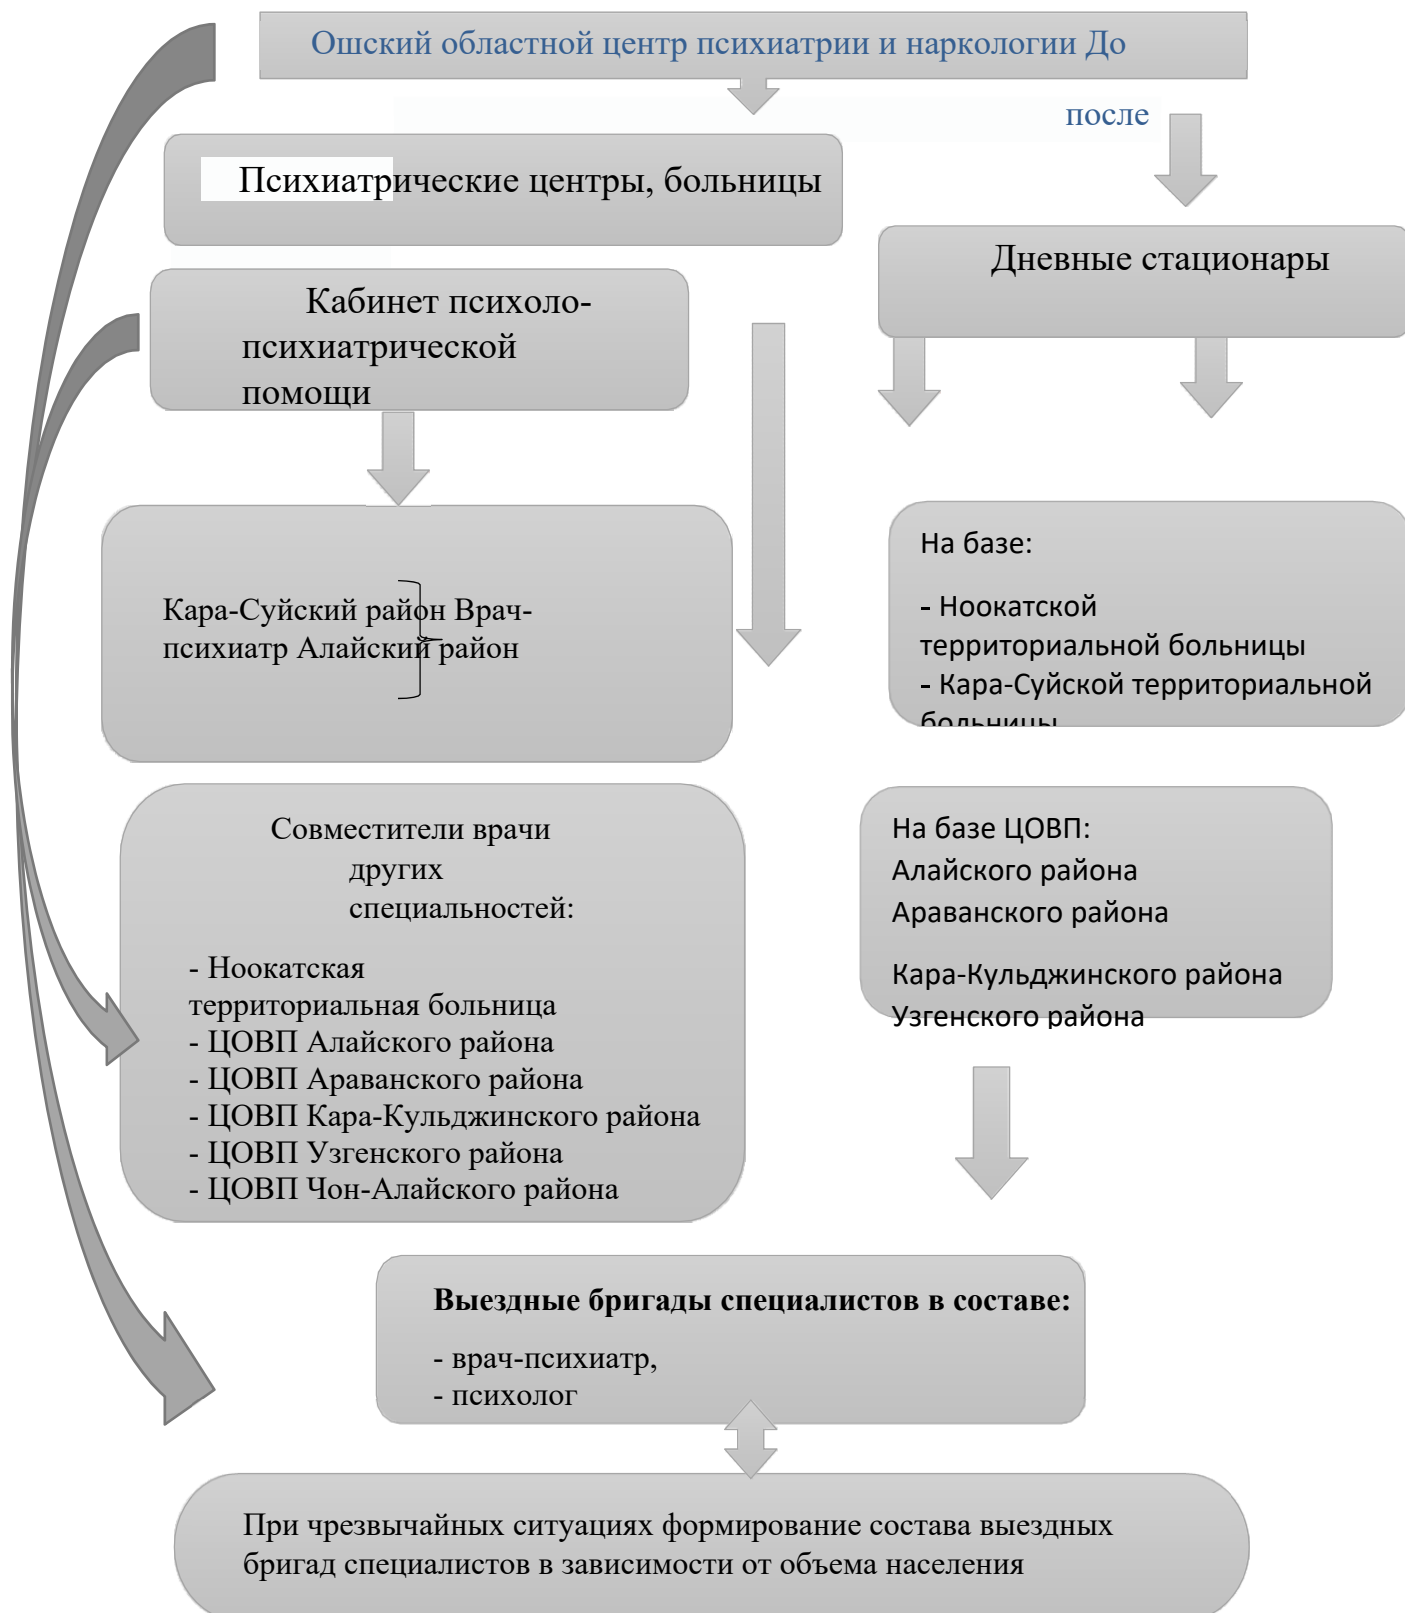 Ошский областной центр психиатрии и наркологии До
после
Психиатрические центры, больницы
Дневные стационары
Кабинет психоло-
психиатрической
помощи
Кара-Суйский район Врач-
психиатр Алайский район
На базе:
- Ноокатской
территориальной больницы
- Кара-Суйской территориальной
больницы
Совместители врачи
других
специальностей:
- Ноокатская
территориальная больница
- ЦОВП Алайского района
- ЦОВП Араванского района
- ЦОВП Кара-Кульджинского района
- ЦОВП Узгенского района
- ЦОВП Чон-Алайского района
На базе ЦОВП:
Алайского района
Араванского района
Кара-Кульджинского района
Узгенского района
Выездные бригады специалистов в составе:
- врач-психиатр,
- психолог
При чрезвычайных ситуациях формирование состава выездных
бригад специалистов в зависимости от объема населения